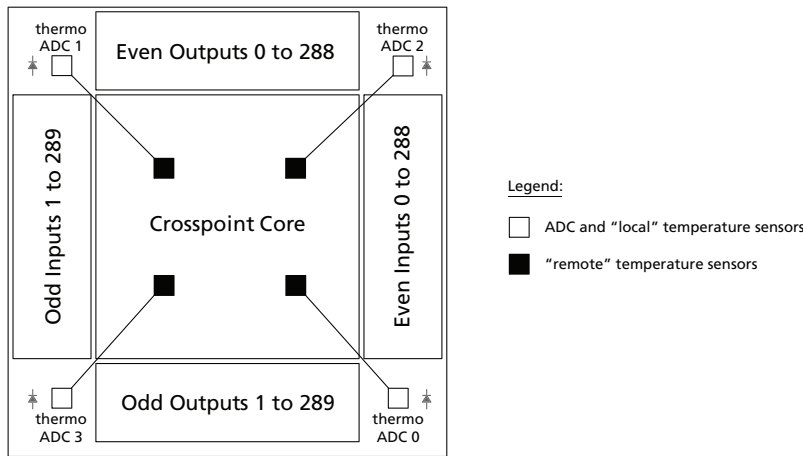 thermo
ADC 1
Even Outputs 0 to 288
thermo
ADC 2
Odd Inputs 1 to 289
Crosspoint Core
Even Inputs 0 to 288
thermo
ADC 3
Odd Outputs 1 to 289
thermo
ADC 0
Legend:
ADC and “local” temperature sensors
“remote” temperature sensors